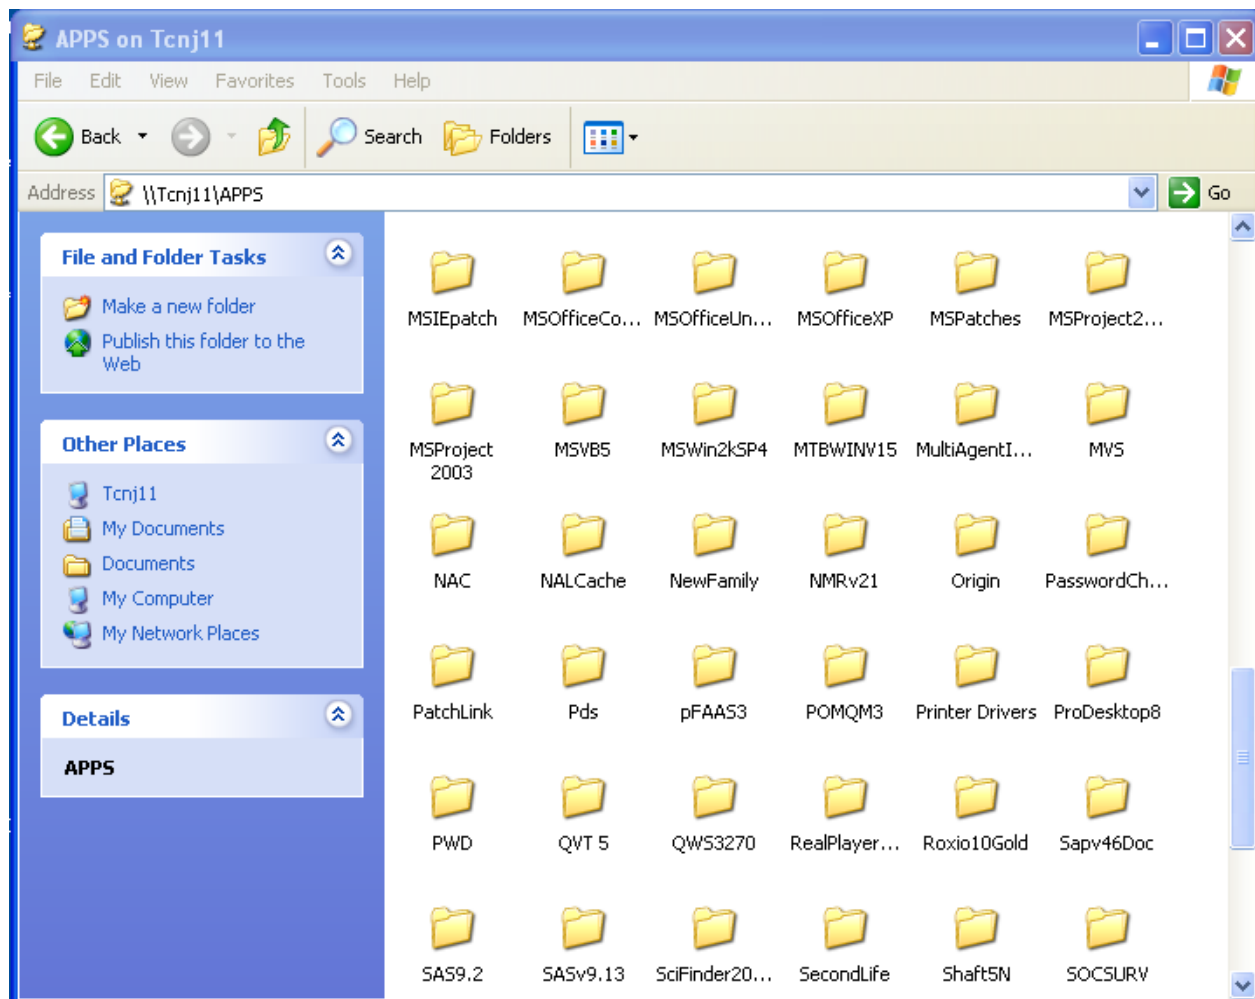 APPS on Tcnj11
File Edit View Favorites Tools Help
Back Search Folders
Address \\Tcnj11\APPS Go
File and Folder Tasks
Make a new folder
Publish this folder to the
Web
Other Places
Tcnj11
My Documents
Documents
My Computer
My Network Places
Details
APPS
MSIEpatch MSOfficeCo... MSOfficeUn... MSOfficeXP MSPatches MSProject2...
MSProject MSVB5 MSWin2kSP4 MTBWINV15 MultiAgentI... MVS
2003
NAC NALCache NewFamily NMRv21 Origin PasswordCh...
PatchLink Pds pFAAS3 POMQM3 Printer Drivers ProDesktop8
PWD QVT 5 QWS3270 RealPlayer... Roxio10Gold Sapv46Doc
SAS9.2 SASv9.13 SciFinder20... SecondLife Shaft5N SOCSURV